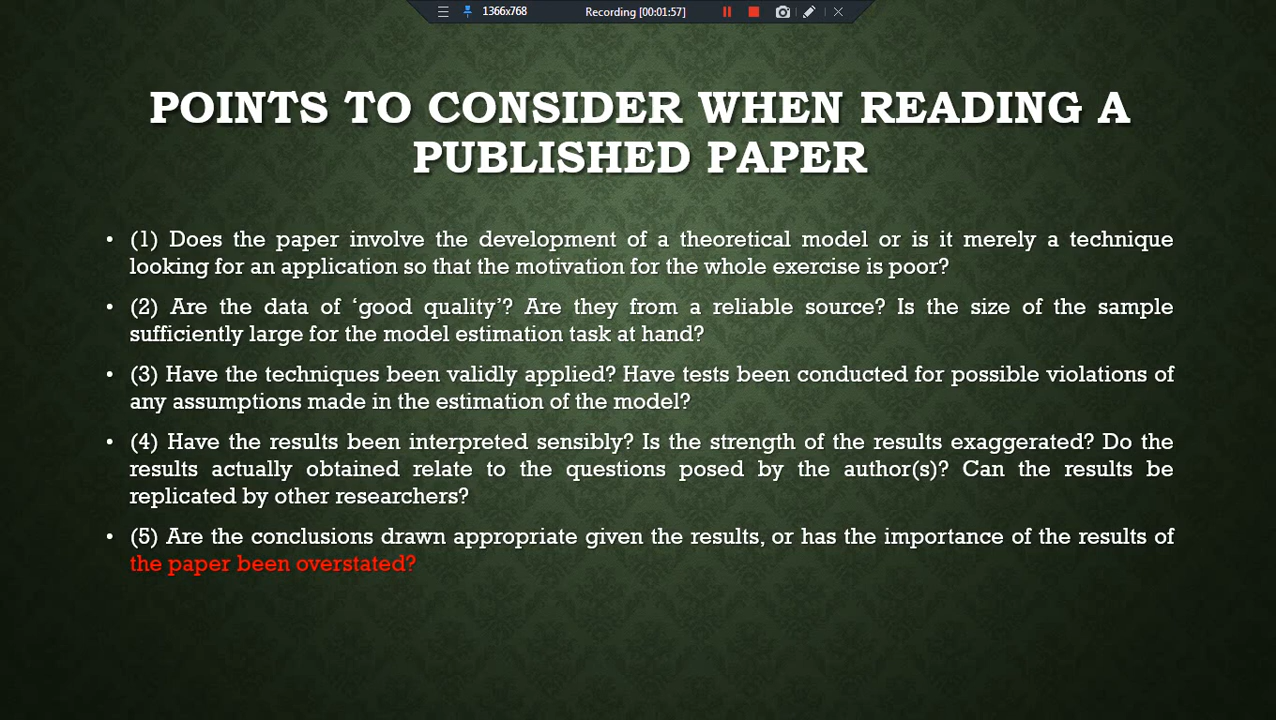 1366x768 Recording [00:01:57]
POINTS TO CONSIDER WHEN READING A
PUBLISHED PAPER
• (1) Does the paper involve the development of a theoretical model or is it merely a technique
looking for an application so that the motivation for the whole exercise is poor?
• (2) Are the data of ‘good quality’? Are they from a reliable source? Is the size of the sample
sufficiently large for the model estimation task at hand?
• (3) Have the techniques been validly applied? Have tests been conducted for possible violations of
any assumptions made in the estimation of the model?
• (4) Have the results been interpreted sensibly? Is the strength of the results exaggerated? Do the
results actually obtained relate to the questions posed by the author(s)? Can the results be
replicated by other researchers?
• (5) Are the conclusions drawn appropriate given the results, or has the importance of the results of
the paper been overstated?